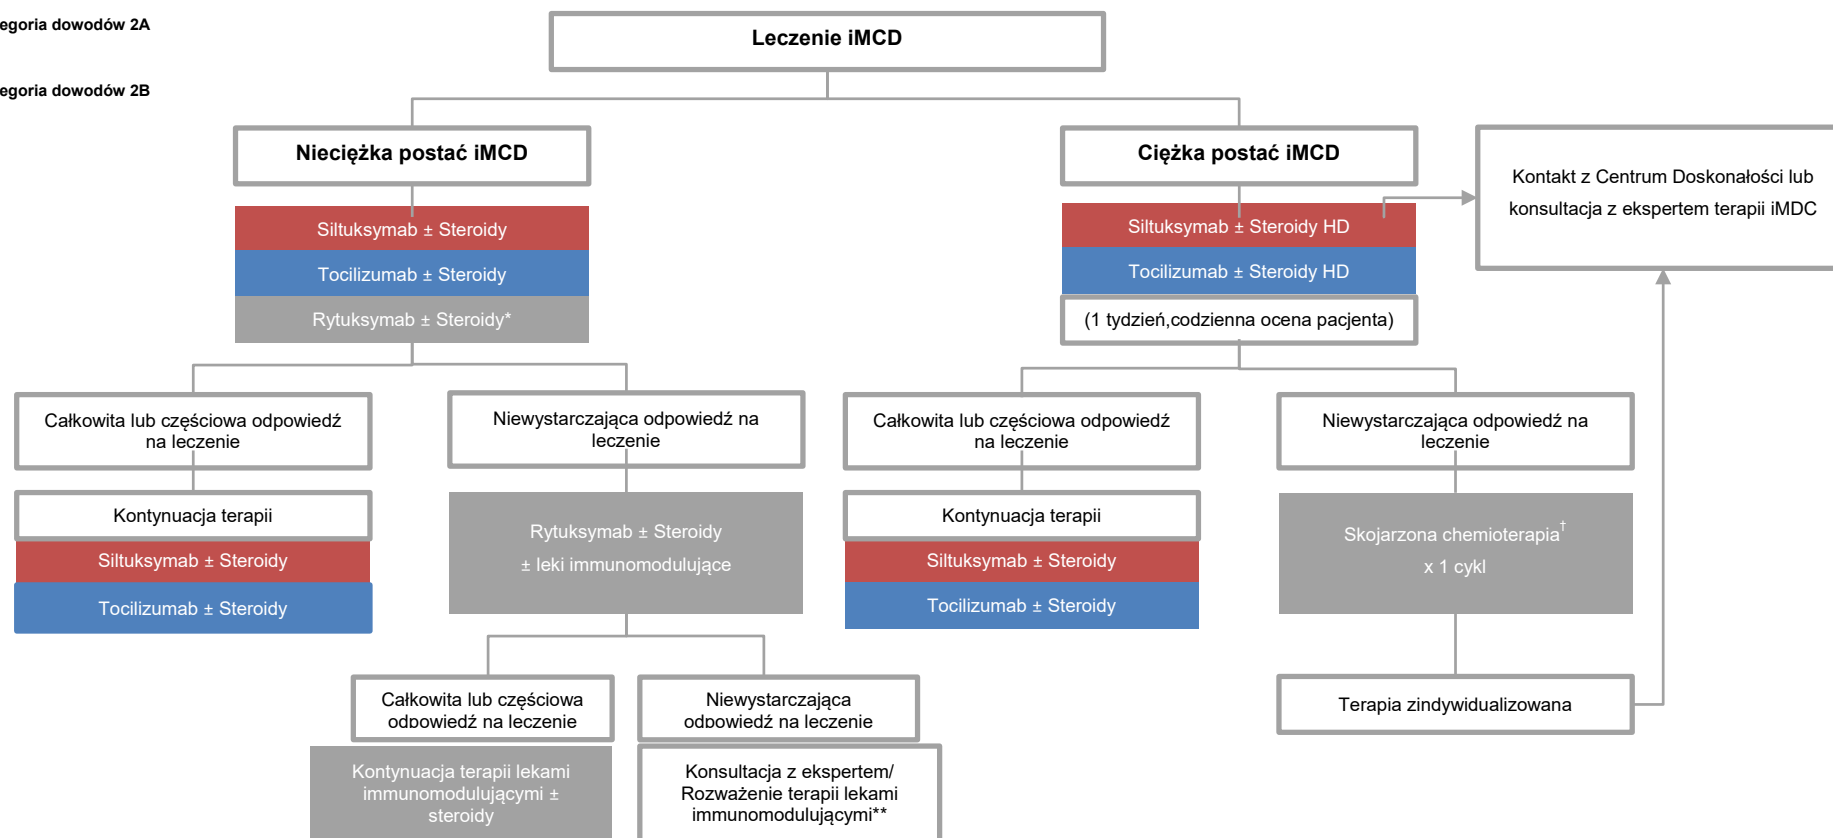 egoria dowodów 2A
egoria dowodów 2B
Leczenie iMCD
Nieciężka postać iMCD
Siltuksymab ± Steroidy
Tocilizumab ± Steroidy
Rytuksymab ± Steroidy*
Ciężka postać iMCD
Siltuksymab ± Steroidy HD
Tocilizumab ± Steroidy HD
(1 tydzień,codzienna ocena pacjenta)
Kontakt z Centrum Doskonałości lub
konsultacja z ekspertem terapii iMDC
Całkowita lub częściowa odpowiedź
na leczenie
Kontynuacja terapii
Siltuksymab ± Steroidy
Tocilizumab ± Steroidy
Niewystarczająca odpowiedź na
leczenie
Rytuksymab ± Steroidy
± leki immunomodulujące
Całkowita lub częściowa odpowiedź
na leczenie
Kontynuacja terapii
Siltuksymab ± Steroidy
Tocilizumab ± Steroidy
Niewystarczająca odpowiedź na
leczenie
Skojarzona chemioterapia†
x 1 cykl
Terapia zindywidualizowana
Całkowita lub częściowa
odpowiedź na leczenie
Kontynuacja terapii lekami
immunomodulującymi ±
steroidy
Niewystarczająca
odpowiedź na leczenie
Konsultacja z ekspertem/
Rozważenie terapii lekami
immunomodulującymi**